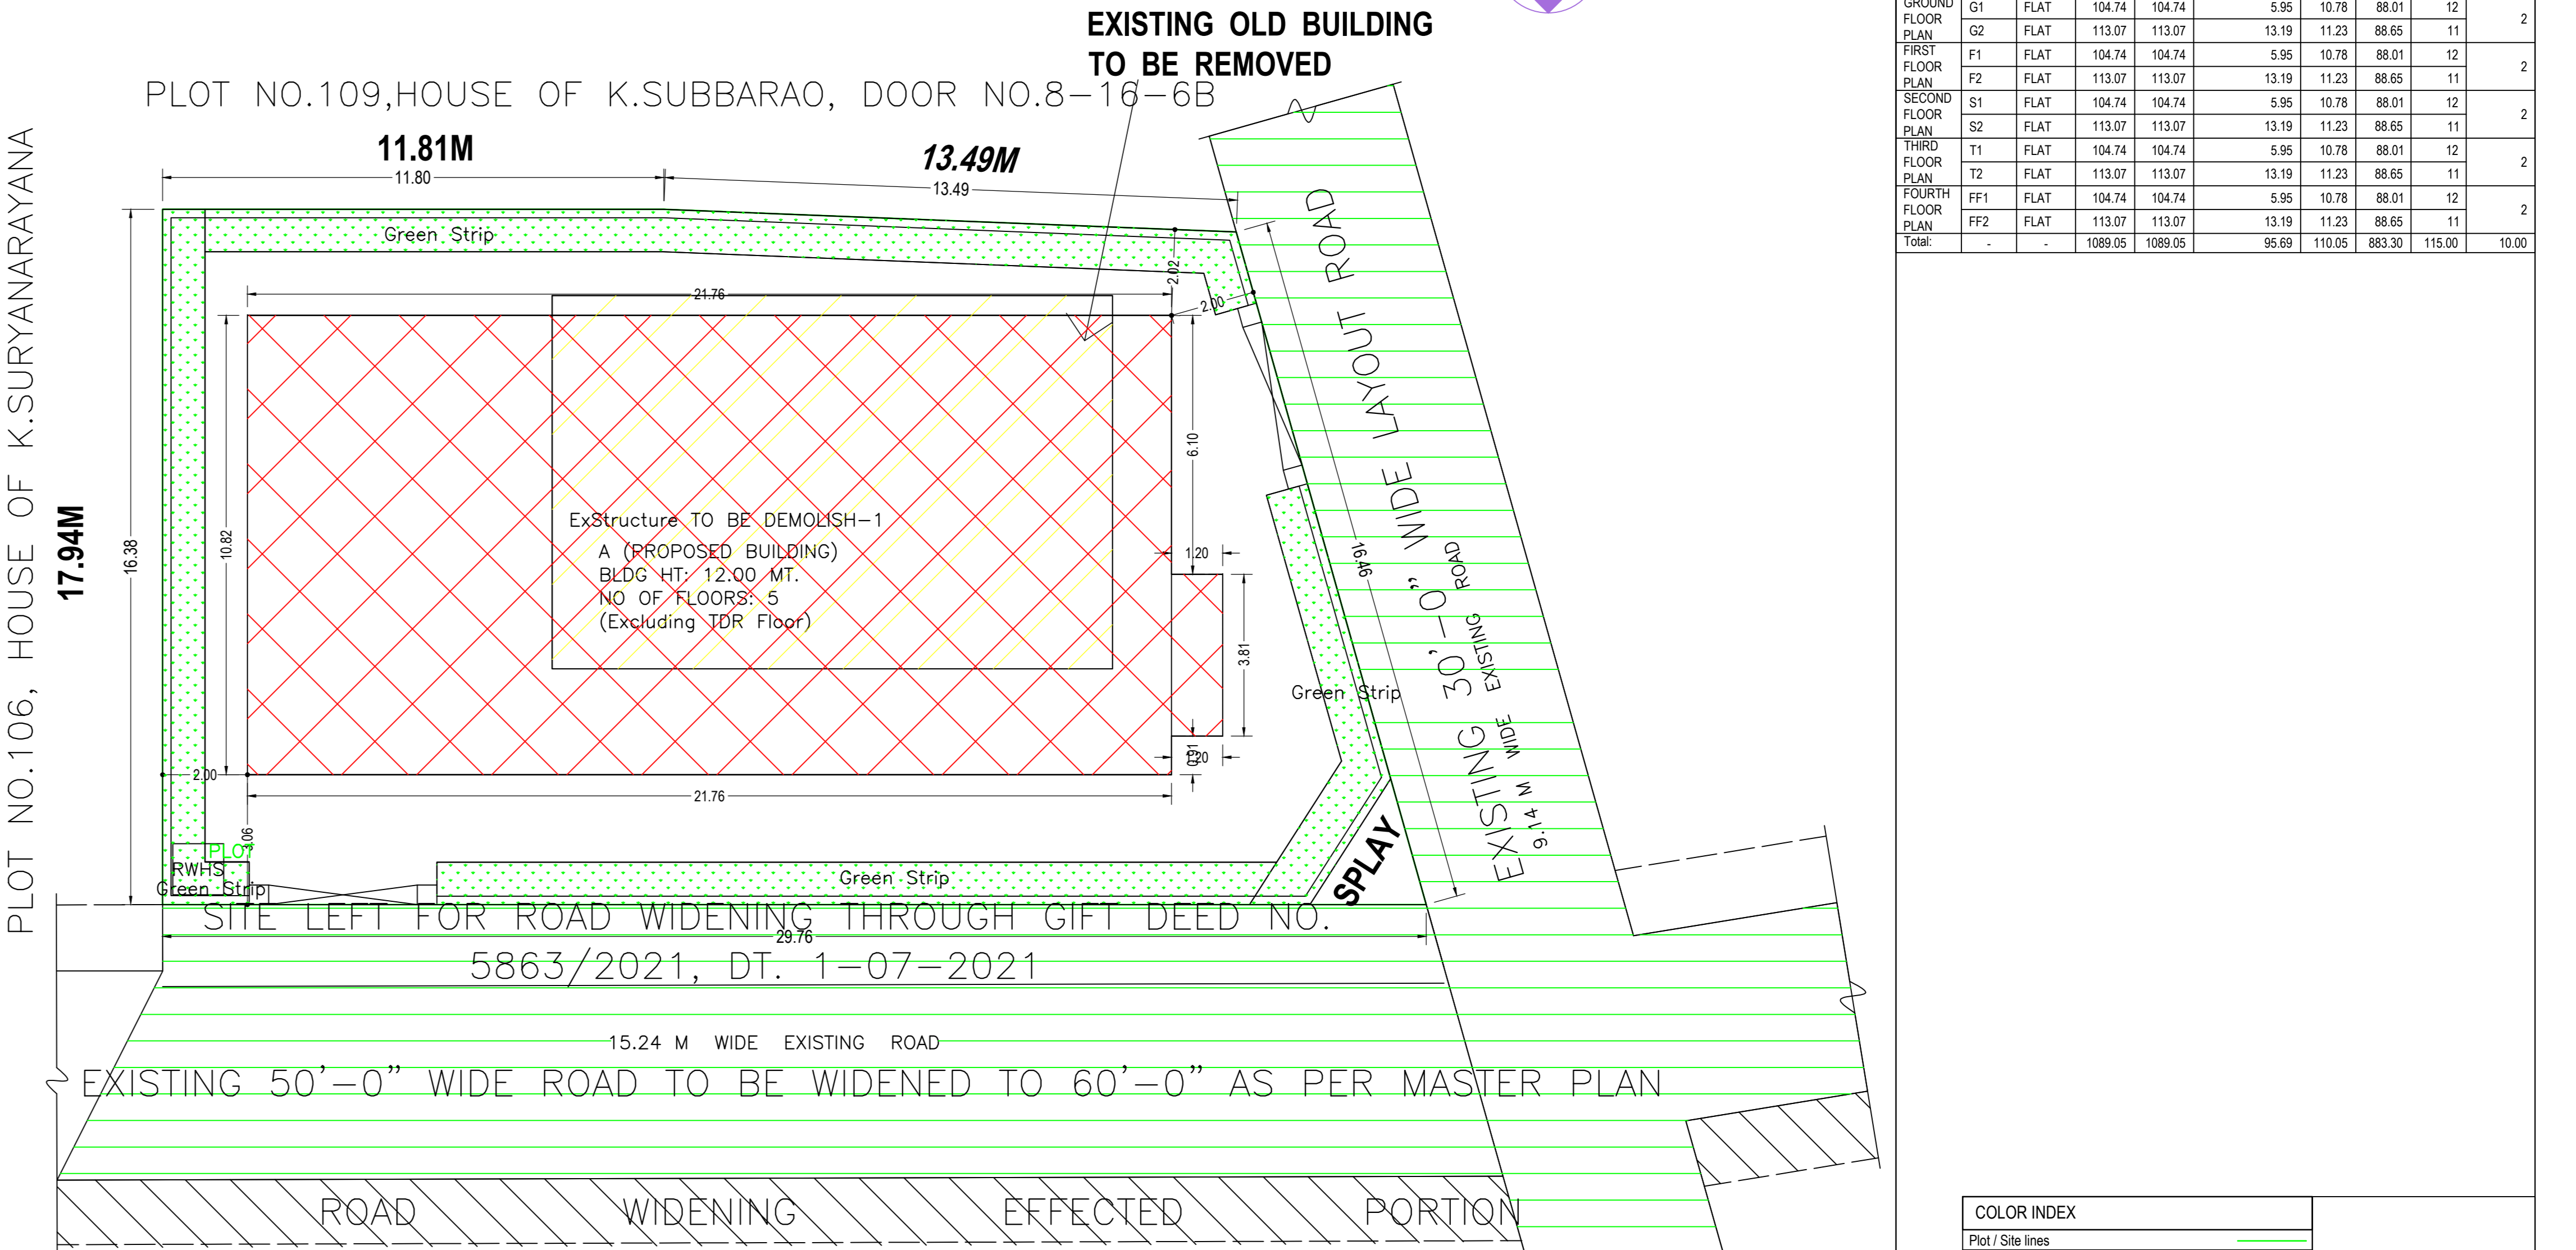 EXISTING OLD BUILDING
TO BE REMOVED
PLOT NO.109,HOUSE OF K.SUBBARAO, DOOR NO.8-16-6B
11.81M
11.80
13.49M
13.49
PLOT NO.106, HOUSE OF K.SURYANARAYANA
17.94M
16.38
Green Strip
2.02
2.00
21.76
10.82
6.10
ExStructure TO BE DEMOLISH-1
A (PROPOSED BUILDING)
BLDG HT: 12.00 MT.
NO OF FLOORS: 5
(Excluding TDR Floor)
1.20
3.81
0.91
1.20
2.00
21.76
3.06
Green Strip
16.46
EXISTING 30'-0" WIDE LAYOUT ROAD
9.14 M WIDE EXISTING ROAD
PLOT
RWHS
Green Strip
Green Strip
SPLAY
SITE LEFT FOR ROAD WIDENING THROUGH GIFT DEED NO.
29.76
5863/2021, DT. 1-07-2021
15.24 M WIDE EXISTING ROAD
EXISTING 50'-0" WIDE ROAD TO BE WIDENED TO 60'-0" AS PER MASTER PLAN
ROAD WIDENING EFFECTED PORTION
GROUND FLOOR PLAN G1 FLAT 104.74 104.74 5.95 10.78 88.01 12 2
G2 FLAT 113.07 113.07 13.19 11.23 88.65 11
FIRST FLOOR PLAN F1 FLAT 104.74 104.74 5.95 10.78 88.01 12 2
F2 FLAT 113.07 113.07 13.19 11.23 88.65 11
SECOND FLOOR PLAN S1 FLAT 104.74 104.74 5.95 10.78 88.01 12 2
S2 FLAT 113.07 113.07 13.19 11.23 88.65 11
THIRD FLOOR PLAN T1 FLAT 104.74 104.74 5.95 10.78 88.01 12 2
T2 FLAT 113.07 113.07 13.19 11.23 88.65 11
FOURTH FLOOR PLAN FF1 FLAT 104.74 104.74 5.95 10.78 88.01 12 2
FF2 FLAT 113.07 113.07 13.19 11.23 88.65 11
Total: - - 1089.05 1089.05 95.69 110.05 883.30 115.00 10.00
COLOR INDEX
Plot / Site lines